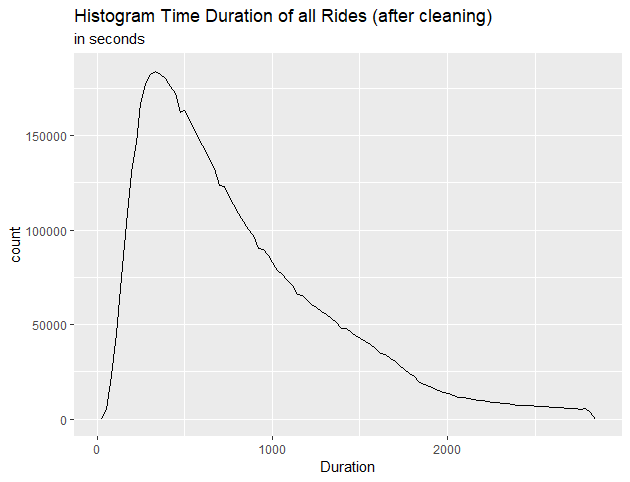 Histogram Time Duration of all Rides (after cleaning)
in seconds
150000
100000
50000
0
count
0 1000 2000
Duration